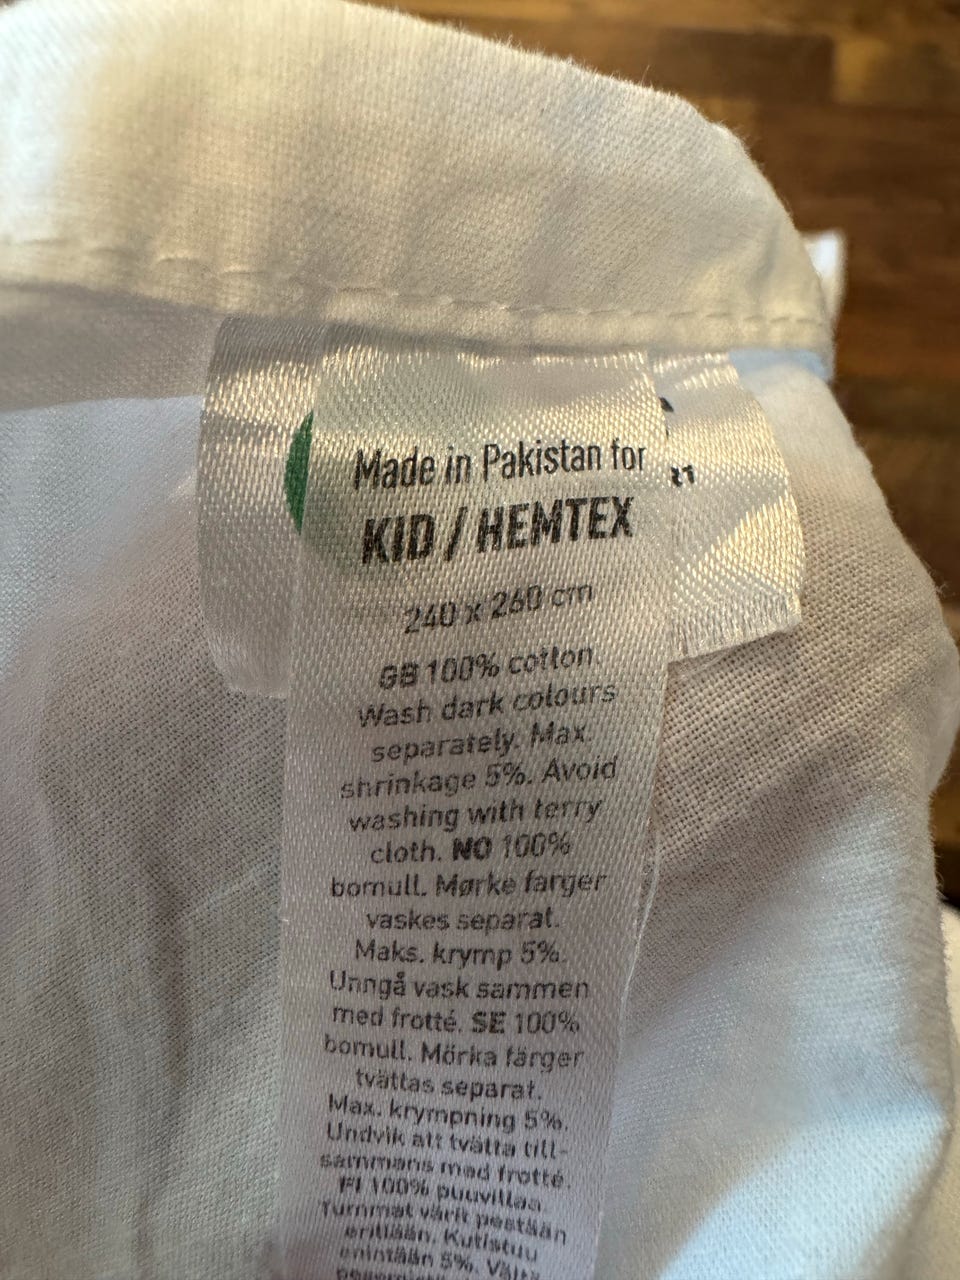 Made in Pakistan for
KID / HEMTEX
240 x 260 cm
GB 100% cotton
Wash dark colours
separately. Max.
shrinkage 5%. Avoid
washing with terry
cloth. NO 100%
bomull. Mørke farger
vaskes separat.
Maks. krymp 5%.
Unngå vask sammen
med frotté. SE 100%
bomull. Mörka färger
tvättas separat.
Max. krympning 5%.
Undvik att tvätta till-
sammans med frotté.
FI 100% puuvillaa.
Tummat värit pestään
erillään. Kutistuu
enintään 5%.